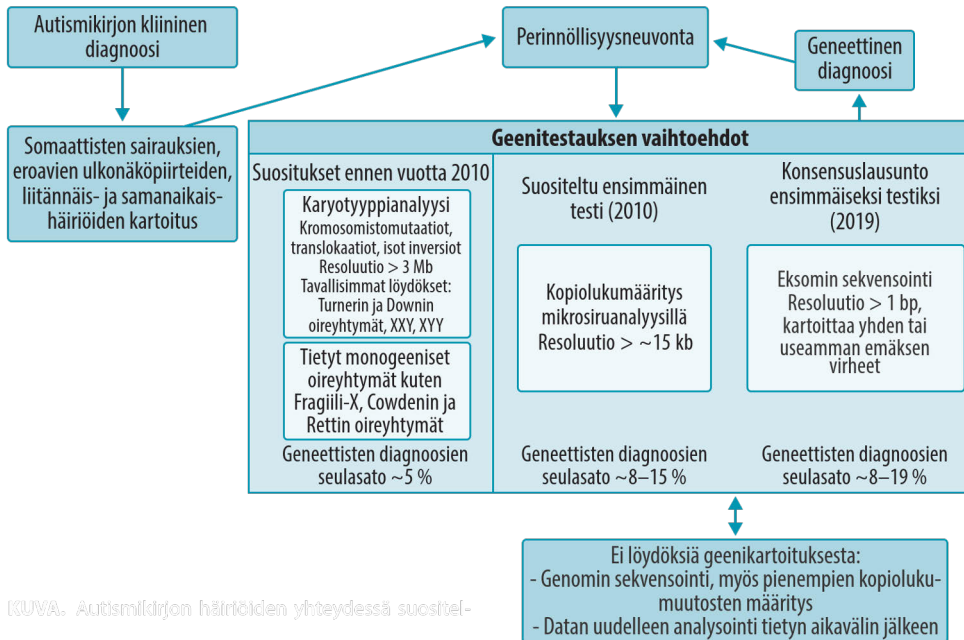 Autismikirjon kliininen
diagnoosi
Perinnöllisyysneuvonta
Geneettinen
diagnoosi
Somaattisten sairauksien,
eroavien ulkonäköpiirteiden,
liitännäis- ja samanaikais-
häiriöiden kartoitus
Geenitestauksen vaihtoehdot
Suositukset ennen vuotta 2010
Karyotyyppianalyysi
Kromosomistomutaatiot,
translokaatiot, isot inversiot
Resoluutio > 3 Mb
Tavallisimmat löydökset:
Turnerin ja Downin
oireyhtymät, XXY, XYY
Tietyt monogeeniset
oireyhtymät kuten
Fragiili-X, Cowdenin ja
Rettin oireyhtymät
Geneettisten diagnoosien
seulasato ~5 %
Suositeltu ensimmäinen
testi (2010)
Kopiolukumääritys
mikrosiruanalyysillä
Resoluutio > ~15 kb
Geneettisten diagnoosien
seulasato ~8–15 %
Konsensuslausunto
ensimmäiseksi testiksi
(2019)
Eksomin sekvensointi
Resoluutio > 1 bp,
kartoittaa yhden tai
useamman emäksen
virheet
Geneettisten diagnoosien
seulasato ~8–19 %
Ei löydöksiä geenikartoituksesta:
- Genomin sekvensointi, myös pienempien kopioluku-
muutosten määritys
- Datan uudelleen analysointi tietyn aikavälin jälkeen
KUVA. Autismikirjon häiriöiden yhteydessä suositel-